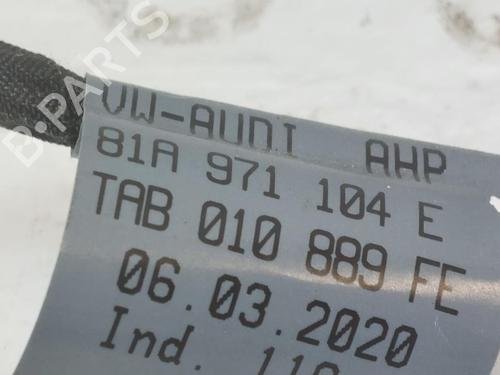 VW-AUDI AHP
81A 971 104 E
TAB 010 889 FE
06.03.2020
Ind.
B-PARTS